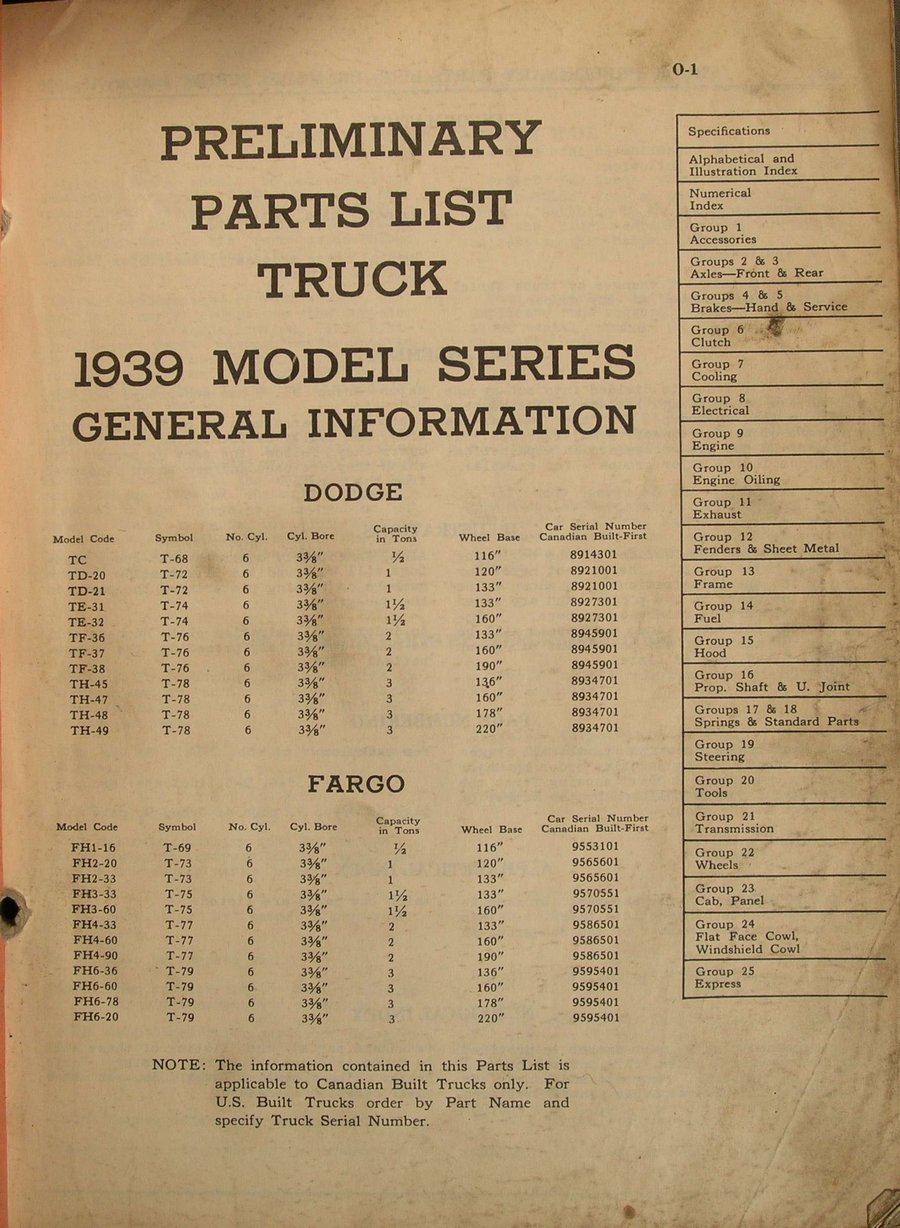 O-1
PRELIMINARY
PARTS LIST
TRUCK
1939 MODEL SERIES
GENERAL INFORMATION
DODGE
Model Code Symbol No. Cyl. Cyl. Bore Capacity in Tons Wheel Base Car Serial Number Canadian Built-First
TC T-68 6 3⅜" ½ 116" 8914301
TD-20 T-72 6 3⅜" 1 120" 8921001
TD-21 T-72 6 3⅜" 1 133" 8921001
TE-31 T-74 6 3⅜" 1½ 133" 8927301
TE-32 T-74 6 3⅜" 1½ 160" 8927301
TF-36 T-76 6 3⅜" 2 133" 8945901
TF-37 T-76 6 3⅜" 2 160" 8945901
TF-38 T-76 6 3⅜" 2 190" 8945901
TH-45 T-78 6 3⅜" 3 136" 8934701
TH-47 T-78 6 3⅜" 3 160" 8934701
TH-48 T-78 6 3⅜" 3 178" 8934701
TH-49 T-78 6 3⅜" 3 220" 8934701
FARGO
Model Code Symbol No. Cyl. Cyl. Bore Capacity in Tons Wheel Base Car Serial Number Canadian Built-First
FH1-16 T-69 6 3⅜" ½ 116" 9553101
FH2-20 T-73 6 3⅜" 1 120" 9565601
FH2-33 T-73 6 3⅜" 1 133" 9565601
FH3-33 T-75 6 3⅜" 1½ 133" 9570551
FH3-60 T-75 6 3⅜" 1½ 160" 9570551
FH4-33 T-77 6 3⅜" 2 133" 9586501
FH4-60 T-77 6 3⅜" 2 160" 9586501
FH4-90 T-77 6 3⅜" 2 190" 9586501
FH6-36 T-79 6 3⅜" 3 136" 9595401
FH6-60 T-79 6 3⅜" 3 160" 9595401
FH6-78 T-79 6 3⅜" 3 178" 9595401
FH6-20 T-79 6 3⅜" 3 220" 9595401
NOTE: The information contained in this Parts List is
applicable to Canadian Built Trucks only. For
U.S. Built Trucks order by Part Name and
specify Truck Serial Number.
Specifications
Alphabetical and
Illustration Index
Numerical
Index
Group 1
Accessories
Groups 2 & 3
Axles—Front & Rear
Groups 4 & 5
Brakes—Hand & Service
Group 6
Clutch
Group 7
Cooling
Group 8
Electrical
Group 9
Engine
Group 10
Engine Oiling
Group 11
Exhaust
Group 12
Fenders & Sheet Metal
Group 13
Frame
Group 14
Fuel
Group 15
Hood
Group 16
Prop. Shaft & U. Joint
Groups 17 & 18
Springs & Standard Parts
Group 19
Steering
Group 20
Tools
Group 21
Transmission
Group 22
Wheels
Group 23
Cab, Panel
Group 24
Flat Face Cowl,
Windshield Cowl
Group 25
Express